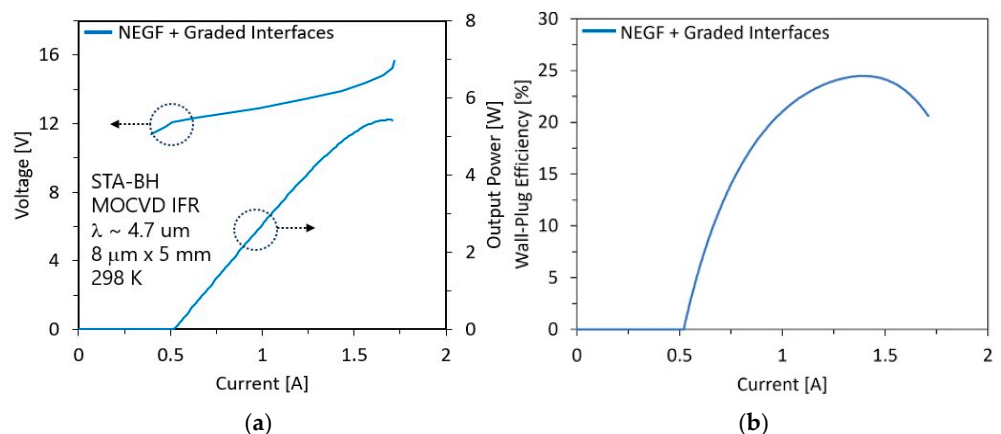 NEGF + Graded Interfaces
16
12
8
4
0
Voltage [V]
8
6
4
2
0
Output Power [W]
STA-BH
MOCVD IFR
λ ~ 4.7 um
8 μm x 5 mm
298 K
0 0.5 1 1.5 2
Current [A]
(a)
NEGF + Graded Interfaces
30
25
20
15
10
5
0
Wall-Plug Efficiency [%]
0 0.5 1 1.5 2
Current [A]
(b)